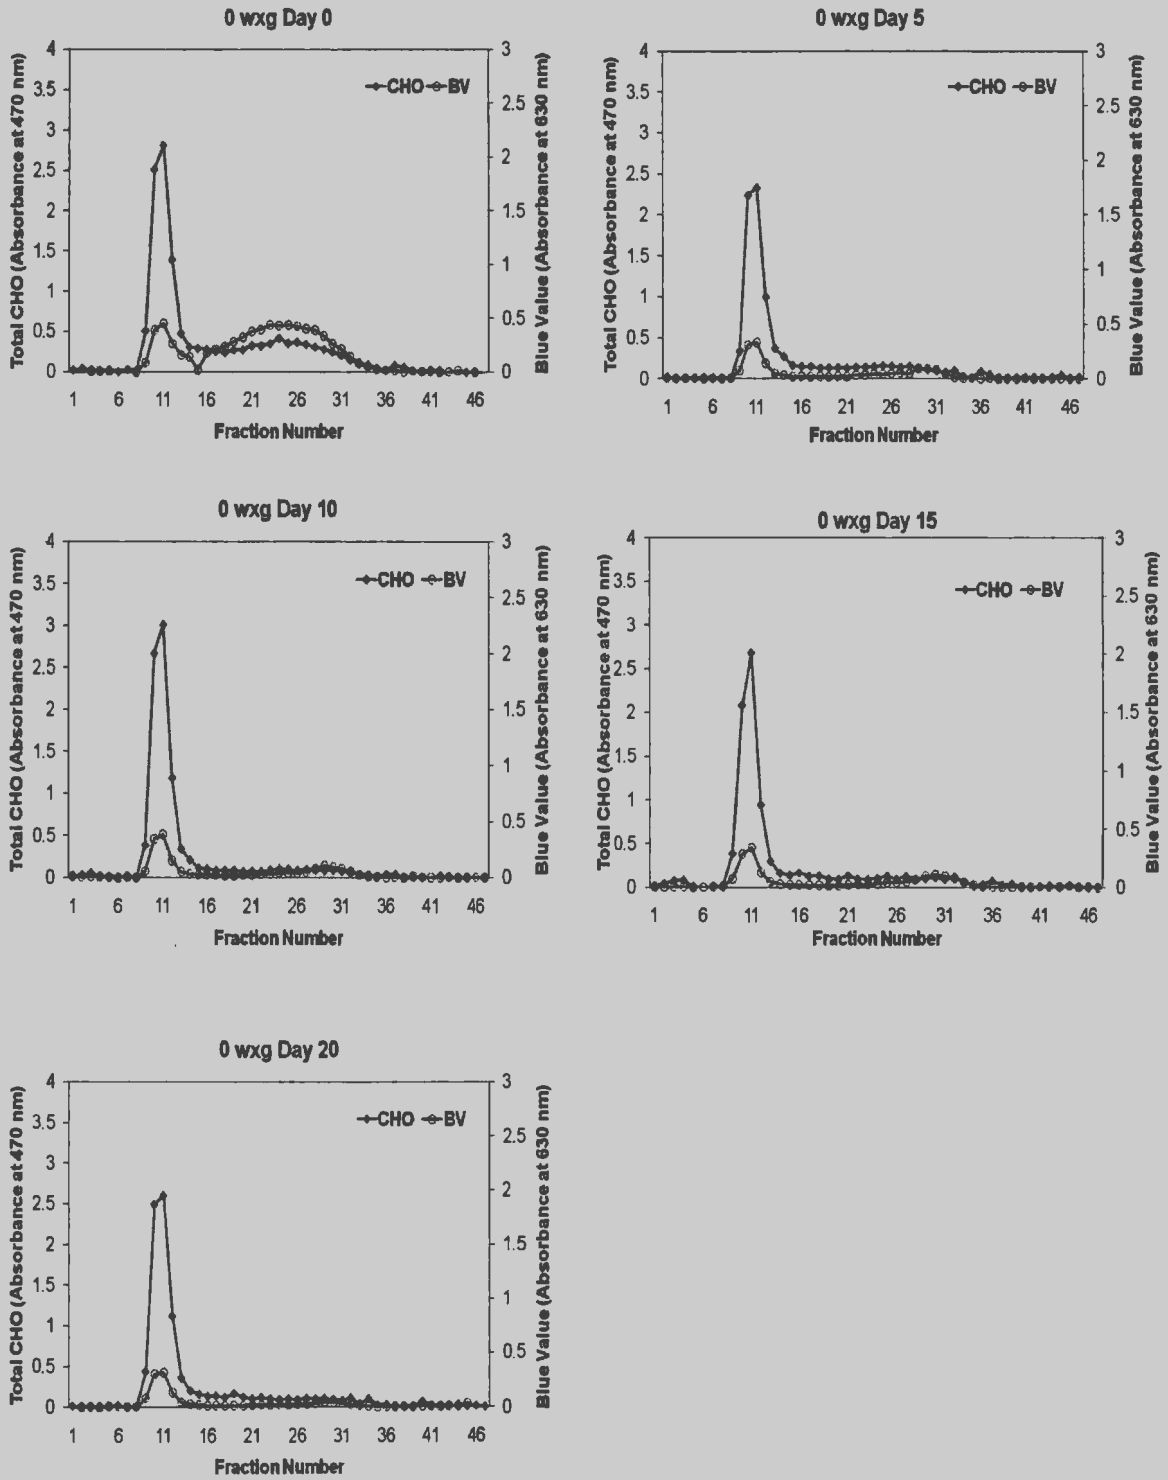 0 wxg Day 0
Total CHO (Absorbance at 470 nm)
4
3.5
3
2.5
2
1.5
1
0.5
0
CHO BV
3
2.5
2
1.5
1
0.5
0
Blue Value (Absorbance at 630 nm)
1 6 11 16 21 26 31 36 41 46
Fraction Number
0 wxg Day 5
Total CHO (Absorbance at 470 nm)
4
3.5
3
2.5
2
1.5
1
0.5
0
CHO BV
3
2.5
2
1.5
1
0.5
0
Blue Value (Absorbance at 630 nm)
1 6 11 16 21 26 31 36 41 46
Fraction Number
0 wxg Day 10
Total CHO (Absorbance at 470 nm)
4
3.5
3
2.5
2
1.5
1
0.5
0
CHO BV
3
2.5
2
1.5
1
0.5
0
Blue Value (Absorbance at 630 nm)
1 6 11 16 21 26 31 36 41 46
Fraction Number
0 wxg Day 15
Total CHO (Absorbance at 470 nm)
4
3.5
3
2.5
2
1.5
1
0.5
0
CHO BV
3
2.5
2
1.5
1
0.5
0
Blue Value (Absorbance at 630 nm)
1 6 11 16 21 26 31 36 41 46
Fraction Number
0 wxg Day 20
Total CHO (Absorbance at 470 nm)
4
3.5
3
2.5
2
1.5
1
0.5
0
CHO BV
3
2.5
2
1.5
1
0.5
0
Blue Value (Absorbance at 630 nm)
1 6 11 16 21 26 31 36 41 46
Fraction Number